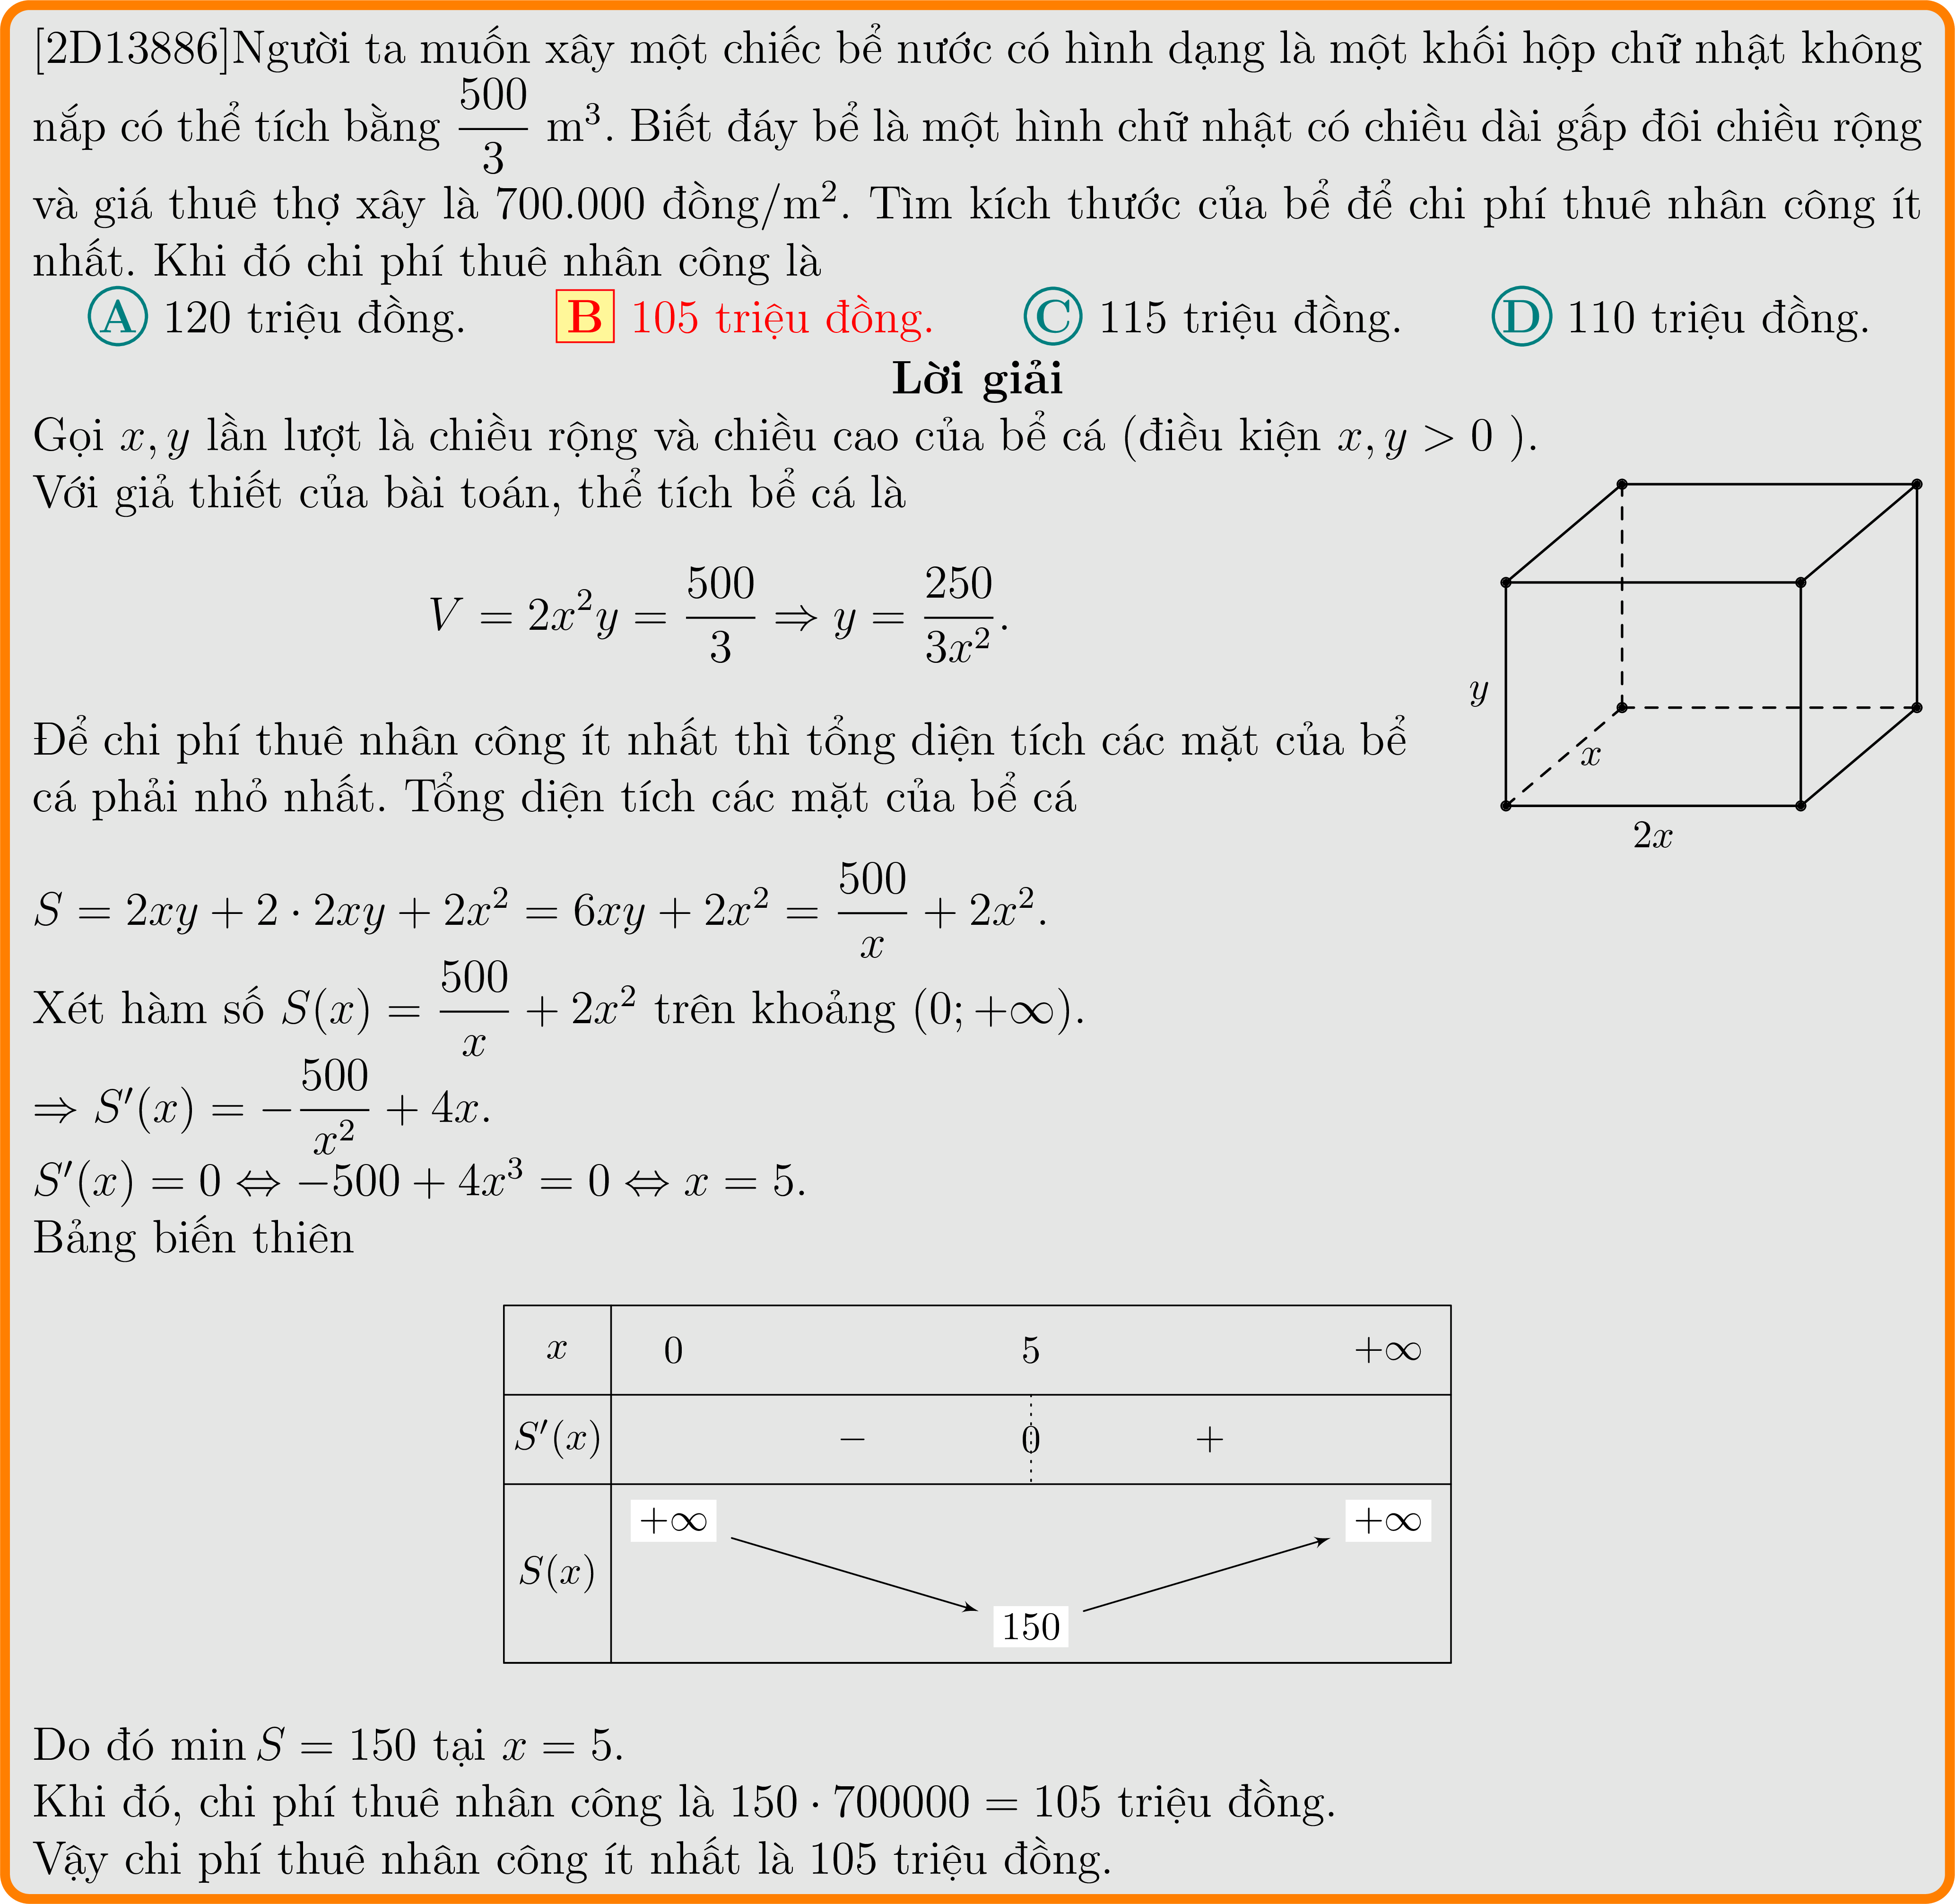 [2D13886]Người ta muốn xây một chiếc bể nước có hình dạng là một khối hộp chữ nhật không
nắp có thể tích bằng $\dfrac{500}{3}$ m³. Biết đáy bể là một hình chữ nhật có chiều dài gấp đôi chiều rộng
và giá thuê thợ xây là 700.000 đồng/m². Tìm kích thước của bể để chi phí thuê nhân công ít
nhất. Khi đó chi phí thuê nhân công là
A 120 triệu đồng. B 105 triệu đồng. C 115 triệu đồng. D 110 triệu đồng.
Lời giải
Gọi $x, y$ lần lượt là chiều rộng và chiều cao của bể cá (điều kiện $x, y > 0$ ).
Với giả thiết của bài toán, thể tích bể cá là
$V = 2x^2y = \dfrac{500}{3} \Rightarrow y = \dfrac{250}{3x^2}.$
Để chi phí thuê nhân công ít nhất thì tổng diện tích các mặt của bể
cá phải nhỏ nhất. Tổng diện tích các mặt của bể cá
y
x
2x
$S = 2xy + 2 \cdot 2xy + 2x^2 = 6xy + 2x^2 = \dfrac{500}{x} + 2x^2.$
Xét hàm số $S(x) = \dfrac{500}{x} + 2x^2$ trên khoảng $(0; +\infty)$.
$\Rightarrow S'(x) = -\dfrac{500}{x^2} + 4x.$
$S'(x) = 0 \Leftrightarrow -500 + 4x^3 = 0 \Leftrightarrow x = 5.$
Bảng biến thiên
x 0 5 +∞
S′(x) − 0 +
S(x) +∞ 150 +∞
Do đó min $S = 150$ tại $x = 5$.
Khi đó, chi phí thuê nhân công là $150 \cdot 700000 = 105$ triệu đồng.
Vậy chi phí thuê nhân công ít nhất là 105 triệu đồng.